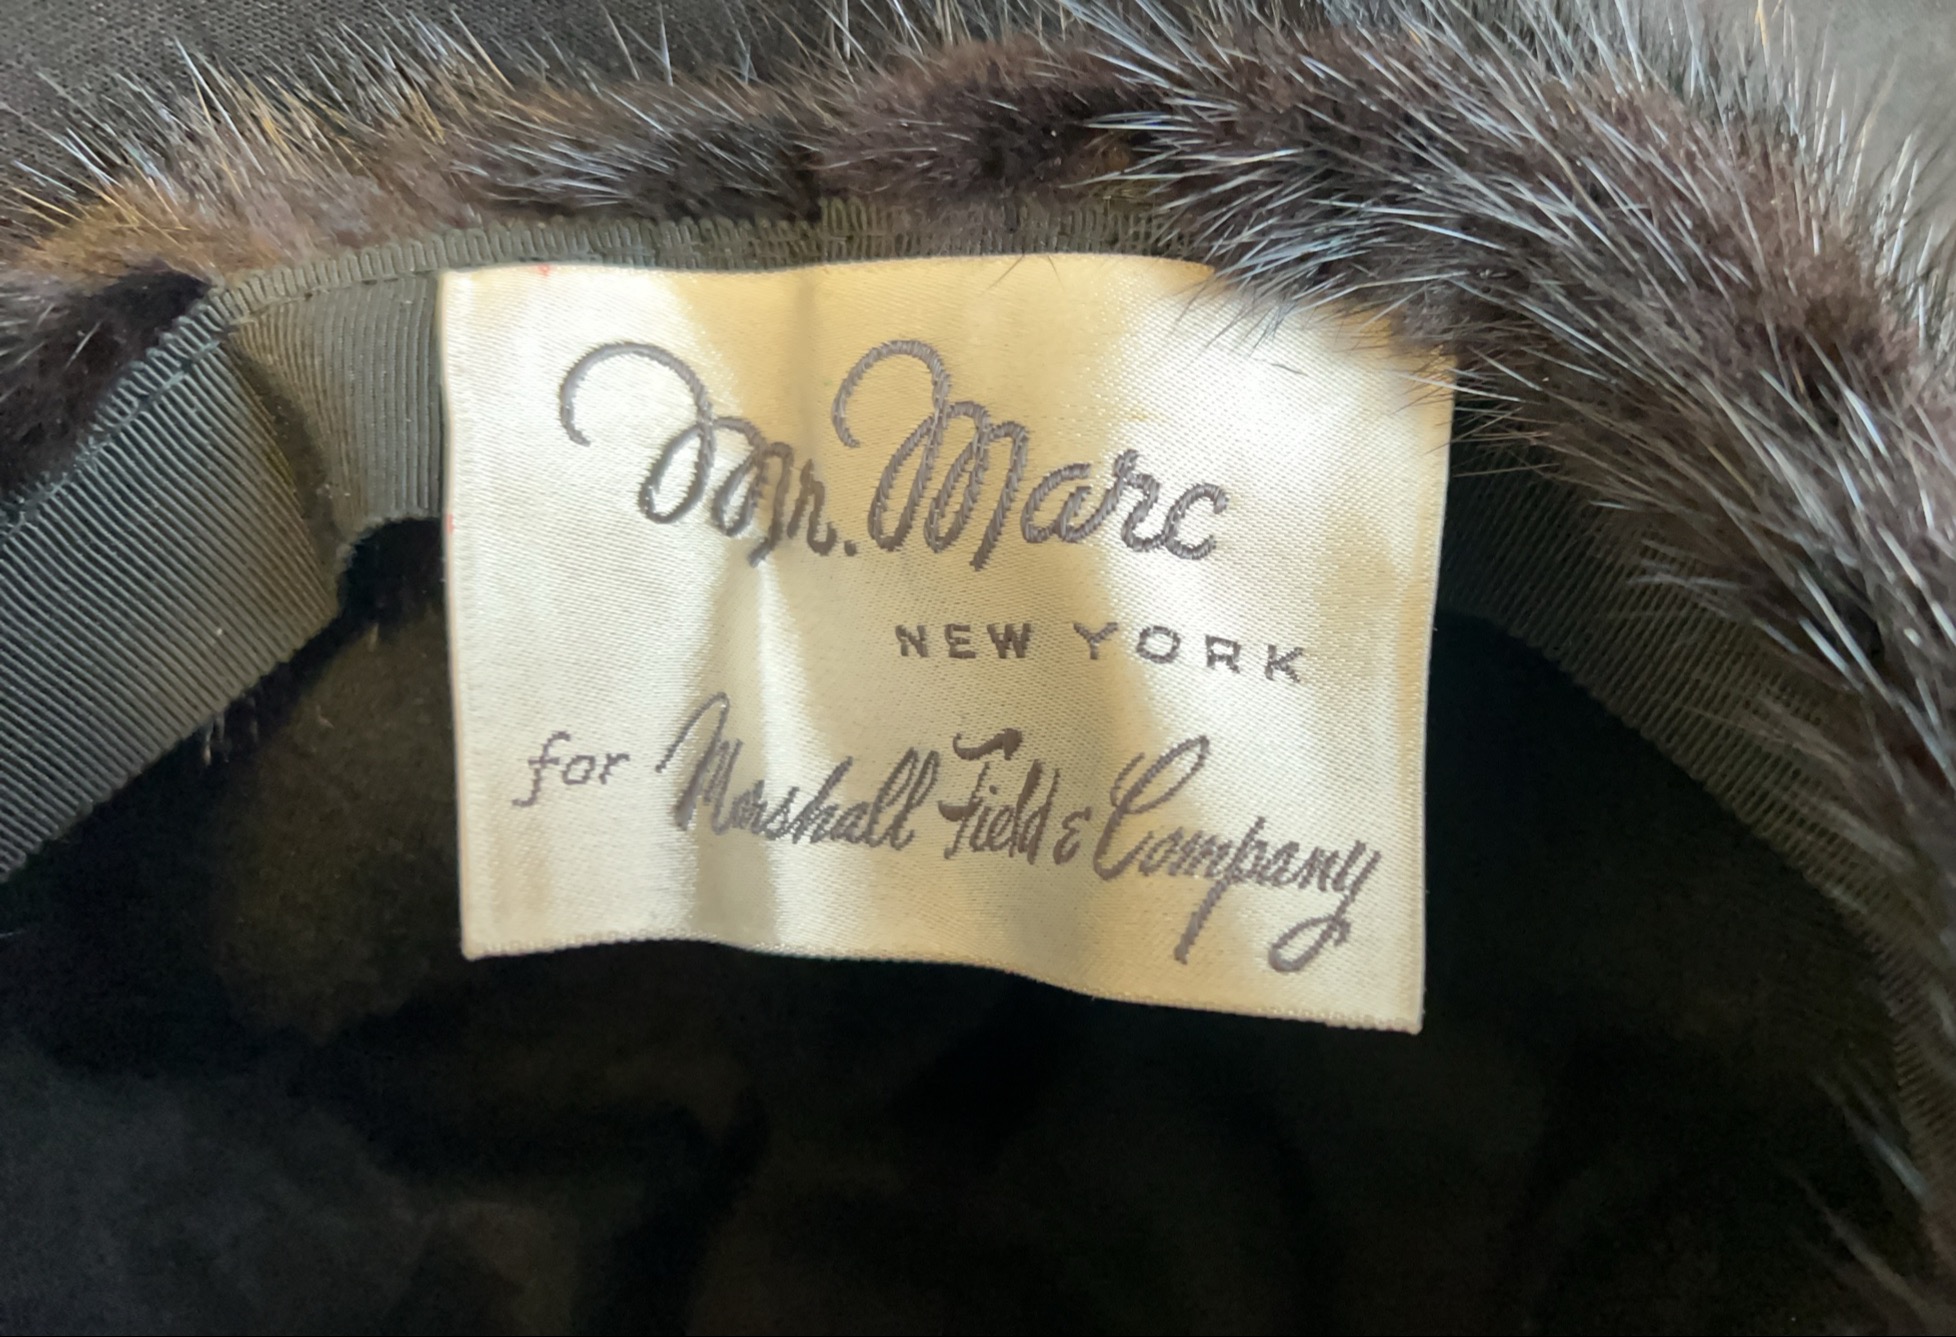 Mr. Marc
NEW YORK
for Marshall Field & Company